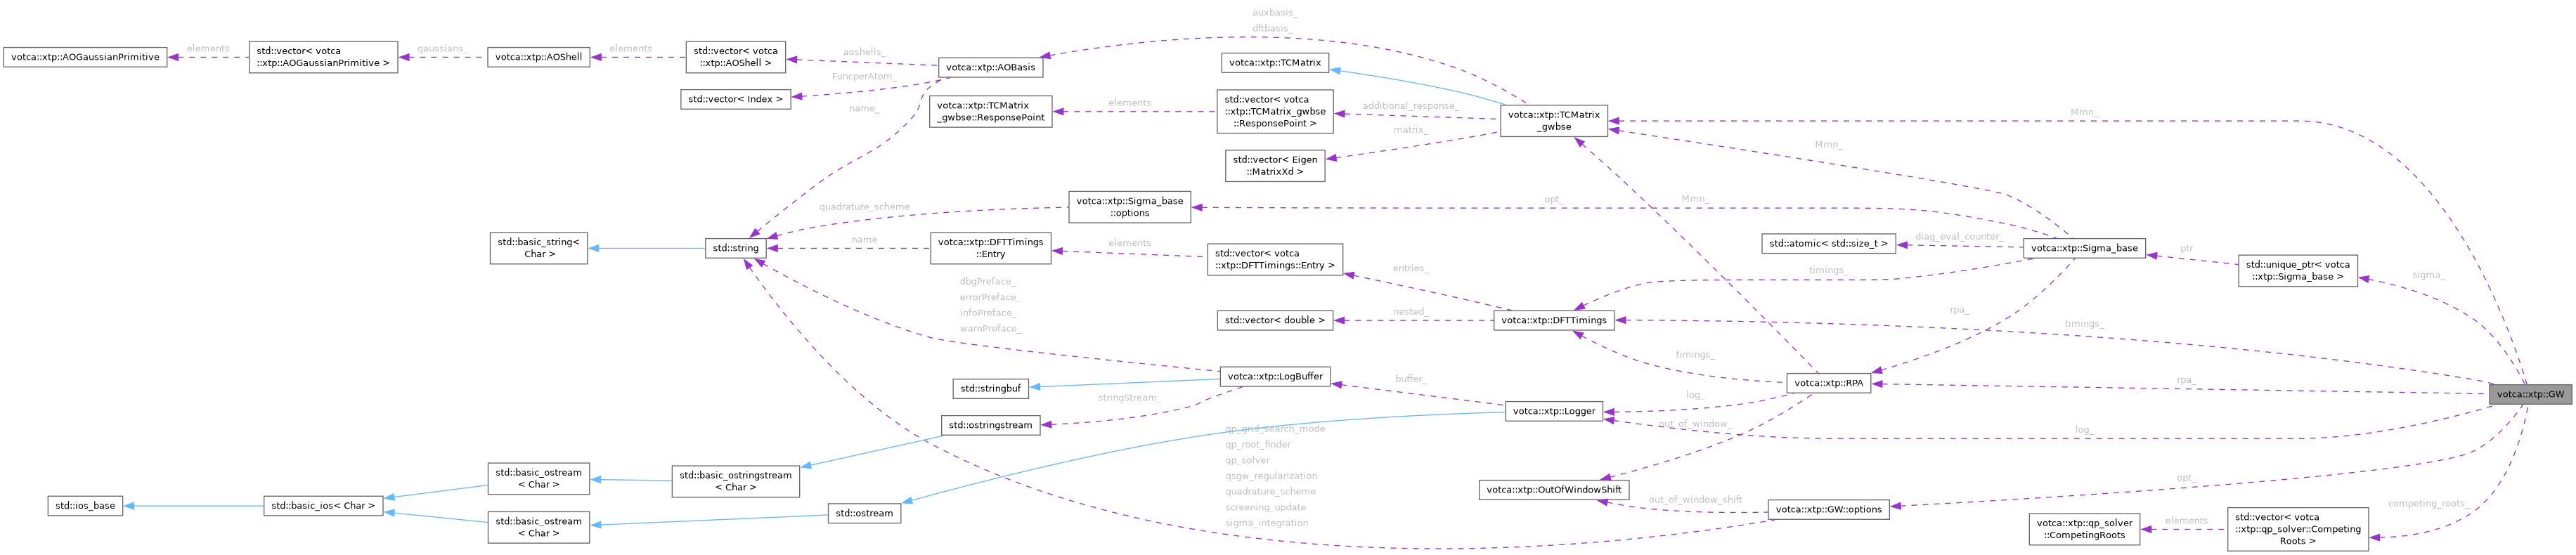 auxbasis_
dftbasis_
elements
gaussians_
elements
aoshells_
votca::xtp::AOGaussianPrimitive
std::vector< votca
::xtp::AOGaussianPrimitive >
votca::xtp::AOShell
std::vector< votca
::xtp::AOShell >
votca::xtp::AOBasis
votca::xtp::TCMatrix
FuncperAtom_
std::vector< Index >
name_
votca::xtp::TCMatrix
_gwbse::ResponsePoint
elements
std::vector< votca
::xtp::TCMatrix_gwbse
::ResponsePoint >
additional_response_
matrix_
votca::xtp::TCMatrix
_gwbse
Mmn_
Mmn_
std::vector< Eigen
::MatrixXd >
quadrature_scheme
votca::xtp::Sigma_base
::options
opt_
Mmn_
std::basic_string<
Char >
std::string
name
votca::xtp::DFTTimings
::Entry
elements
std::vector< votca
::xtp::DFTTimings::Entry >
entries_
std::atomic< std::size_t >
diag_eval_counter_
votca::xtp::Sigma_base
ptr
std::unique_ptr< votca
::xtp::Sigma_base >
sigma_
timings_
dbgPreface_
errorPreface_
infoPreface_
warnPreface_
std::vector< double >
nested_
votca::xtp::DFTTimings
rpa_
timings_
timings_
std::stringbuf
votca::xtp::LogBuffer
buffer_
votca::xtp::RPA
rpa_
votca::xtp::GW
stringStream_
log_
votca::xtp::Logger
std::ostringstream
out_of_window_
log_
qp_grid_search_mode
qp_root_finder
qp_solver
qsgw_regularization
quadrature_scheme
screening_update
sigma_integration
std::basic_ostream
< Char >
std::basic_ostringstream
< Char >
votca::xtp::OutOfWindowShift
out_of_window_shift
opt_
votca::xtp::GW::options
competing_roots_
std::ios_base
std::basic_ios< Char >
std::basic_ostream
< Char >
std::ostream
votca::xtp::qp_solver
::CompetingRoots
elements
std::vector< votca
::xtp::qp_solver::Competing
Roots >